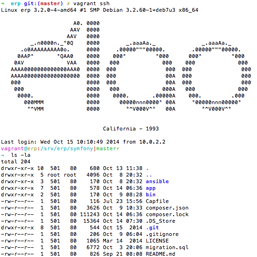 ➜ erp git:(master) ✗ vagrant ssh
Linux erp 3.2.0-4-amd64 #1 SMP Debian 3.2.60-1+deb7u3 x86_64
California - 1993
Last login: Wed Oct 15 10:10:49 2014 from 10.0.2.2
vagrant@erp:/srv/erp/symfony|master⚡
⇒ ls -la
total 204
drwxr-xr-x 10 501 80 680 Oct 13 11:38 .
drwxr-xr-x 5 root root 4096 Oct 8 20:32 ..
drwxr-xr-x 5 501 80 170 Oct 8 20:32 ansible
drwxr-xr-x 7 501 80 578 Oct 14 06:36 app
drwxr-xr-x 2 501 80 170 Oct 9 08:28 bin
-rw-r--r-- 1 501 80 116 Jul 23 15:56 Capfile
-rw-r--r-- 1 501 80 3626 Oct 9 10:33 composer.json
-rw-r--r-- 1 501 80 111243 Oct 14 06:36 composer.lock
-rw-r--r-- 1 501 80 15364 Oct 14 07:30 .DS_Store
drwxr-xr-x 8 501 80 544 Oct 15 2014 .git
-rw-r--r-- 1 501 80 206 Oct 9 06:04 .gitignore
-rw-r--r-- 1 501 80 1065 Mar 14 2014 LICENSE
-rw-r--r-- 1 501 80 6772 Oct 3 20:06 migration.sql
-rw-r--r-- 1 501 80 826 Sep 21 08:08 README.md